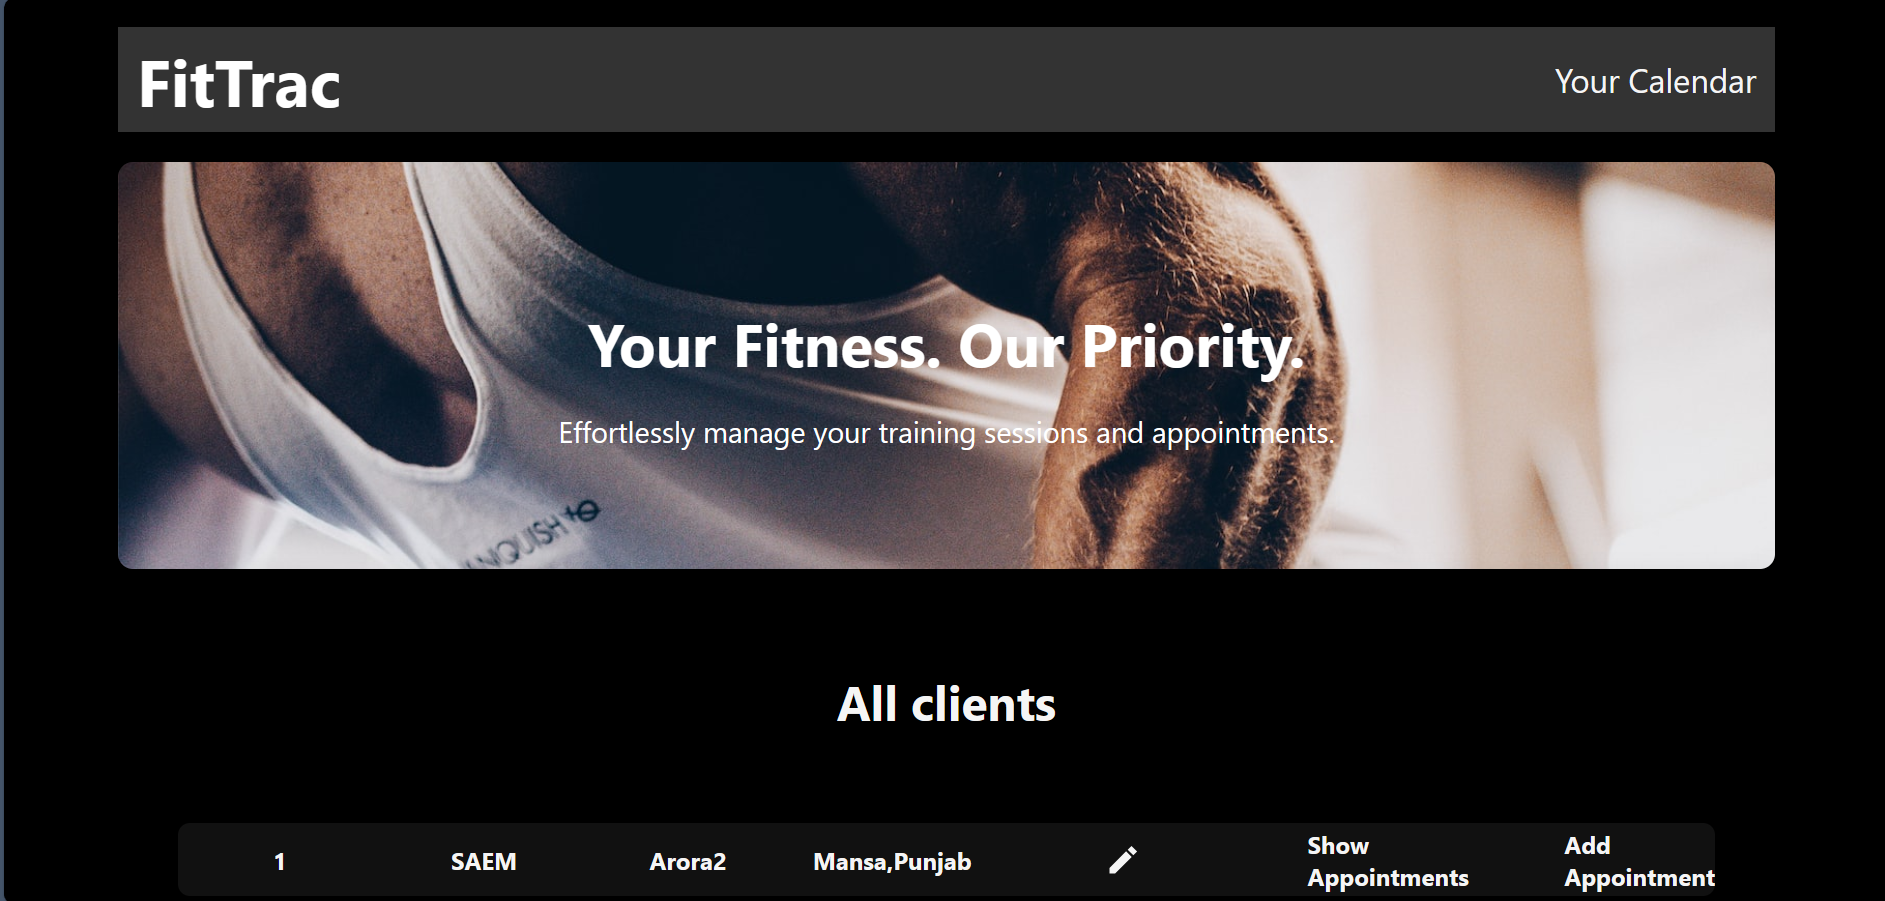 FitTrac
Your Calendar
Your Fitness. Our Priority.
Effortlessly manage your training sessions and appointments.
All clients
1 SAEM Arora2 Mansa,Punjab Show Appointments Add Appointment